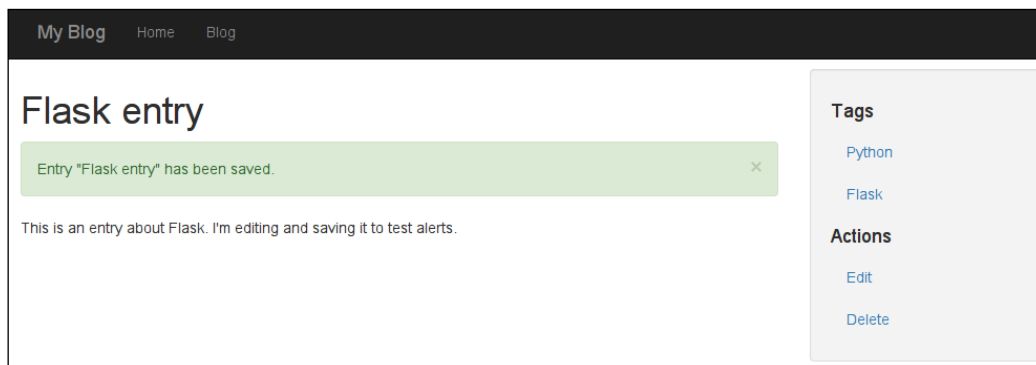 My Blog Home Blog
Flask entry
Entry "Flask entry" has been saved. ×
This is an entry about Flask. I'm editing and saving it to test alerts.
Tags
Python
Flask
Actions
Edit
Delete